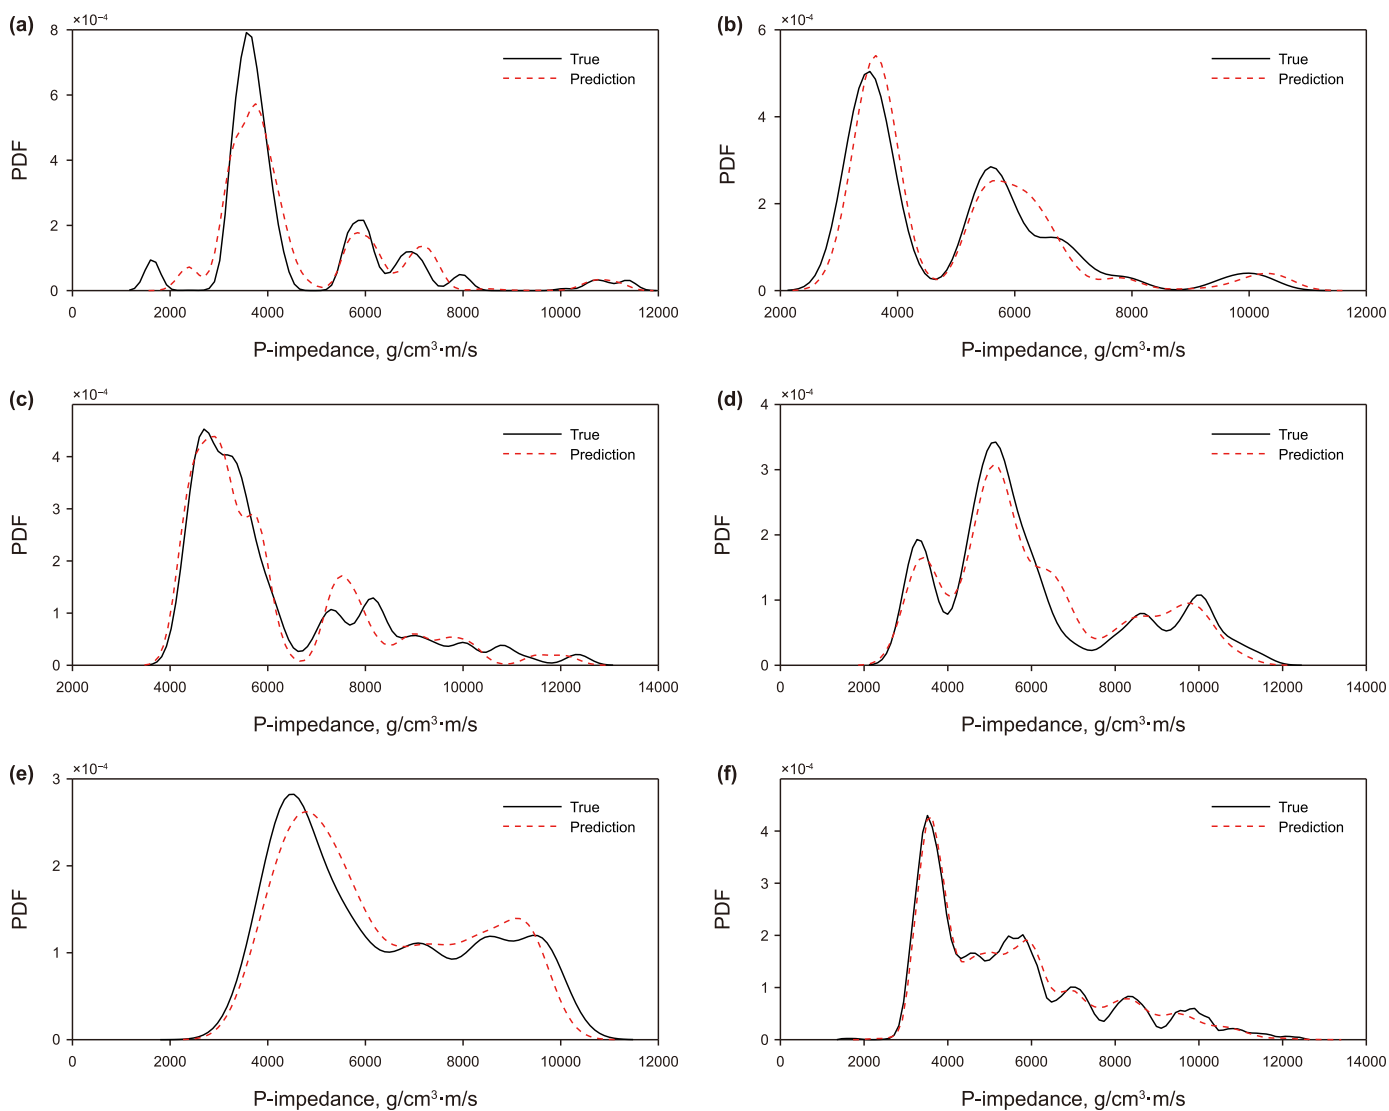 (a)
×10⁻⁴
8
6
4
2
0
PDF
True
Prediction
0 2000 4000 6000 8000 10000 12000
P-impedance, g/cm³·m/s
(b)
×10⁻⁴
6
4
2
0
PDF
True
Prediction
2000 4000 6000 8000 10000 12000
P-impedance, g/cm³·m/s
(c)
×10⁻⁴
4
3
2
1
0
PDF
True
Prediction
2000 4000 6000 8000 10000 12000 14000
P-impedance, g/cm³·m/s
(d)
×10⁻⁴
4
3
2
1
0
PDF
True
Prediction
0 2000 4000 6000 8000 10000 12000 14000
P-impedance, g/cm³·m/s
(e)
×10⁻⁴
3
2
1
0
PDF
True
Prediction
0 2000 4000 6000 8000 10000 12000
P-impedance, g/cm³·m/s
(f)
×10⁻⁴
4
3
2
1
0
PDF
True
Prediction
0 2000 4000 6000 8000 10000 12000 14000
P-impedance, g/cm³·m/s